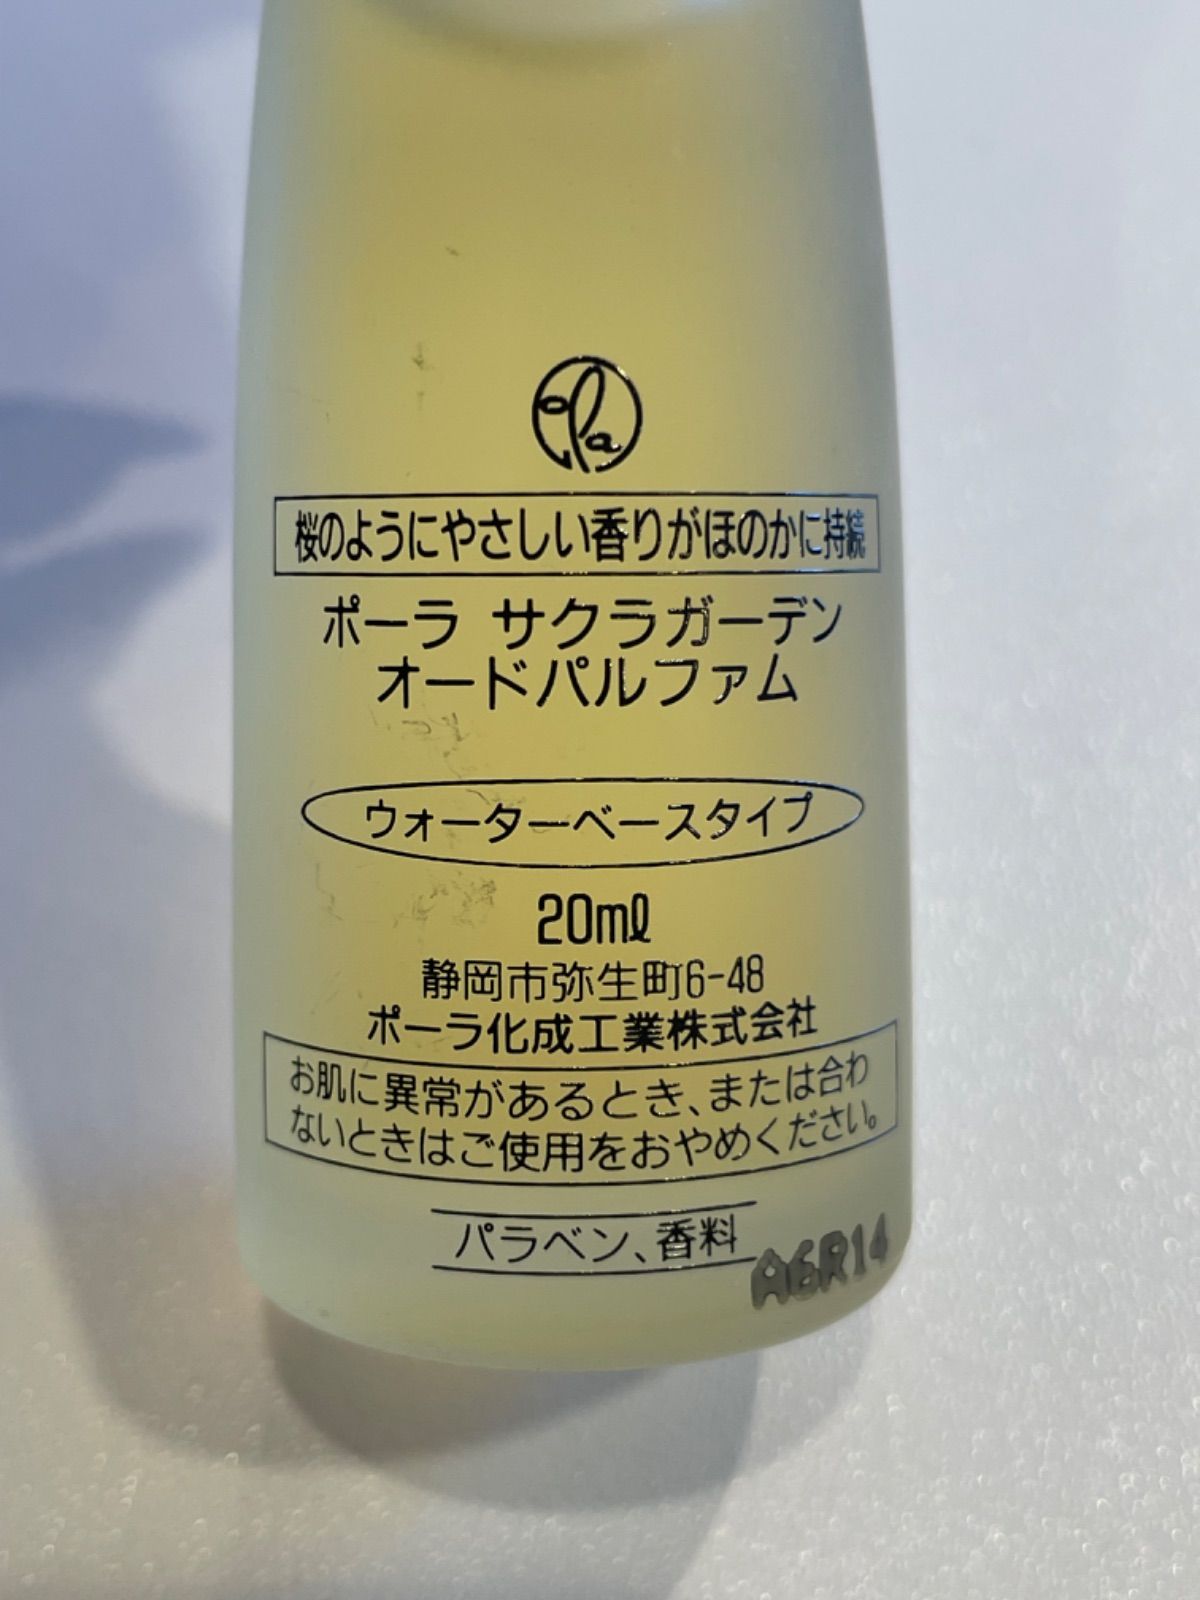 Pola
桜のようにやさしい香りがほのかに持続
ポーラ サクラガーデン
オードパルファム
ウォーターベースタイプ
20ml
静岡市弥生町6-48
ポーラ化成工業株式会社
お肌に異常があるとき、または合わ
ないときはご使用をおやめください。
パラベン、香料
A6R14